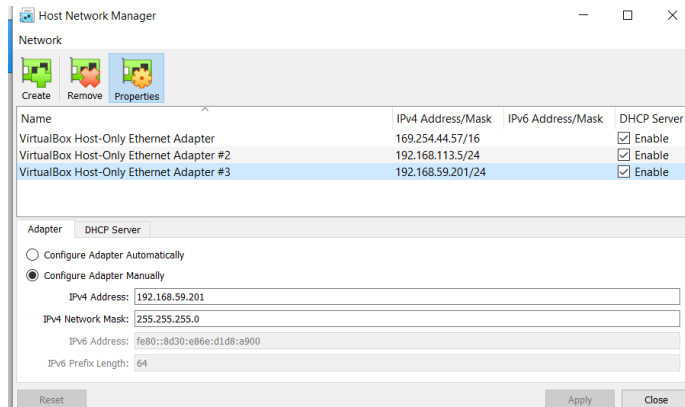 Host Network Manager
Network
Create Remove Properties
Name IPv4 Address/Mask IPv6 Address/Mask DHCP Server
VirtualBox Host-Only Ethernet Adapter 169.254.44.57/16 Enable
VirtualBox Host-Only Ethernet Adapter #2 192.168.113.5/24 Enable
VirtualBox Host-Only Ethernet Adapter #3 192.168.59.201/24 Enable
Adapter DHCP Server
Configure Adapter Automatically
Configure Adapter Manually
IPv4 Address: 192.168.59.201
IPv4 Network Mask: 255.255.255.0
IPv6 Address: fe80::8d30:e86e:d1d8:a900
IPv6 Prefix Length: 64
Reset Apply Close